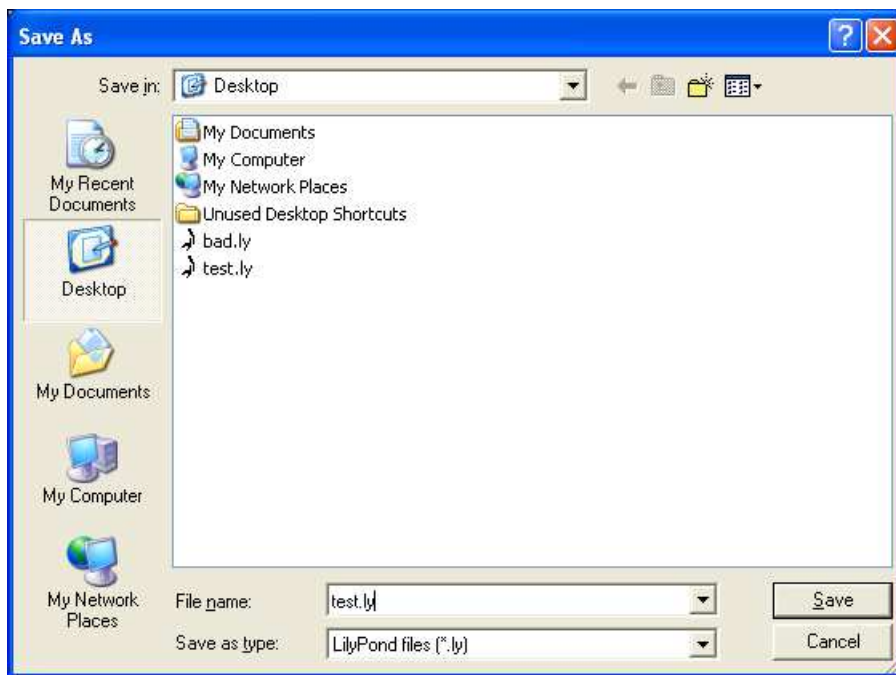 Save As
Save in:
Desktop
My Recent
Documents
Desktop
My Documents
My Computer
My Network
Places
My Documents
My Computer
My Network Places
Unused Desktop Shortcuts
bad.ly
test.ly
File name:
test.ly
Save
Save as type:
LilyPond files (*.ly)
Cancel